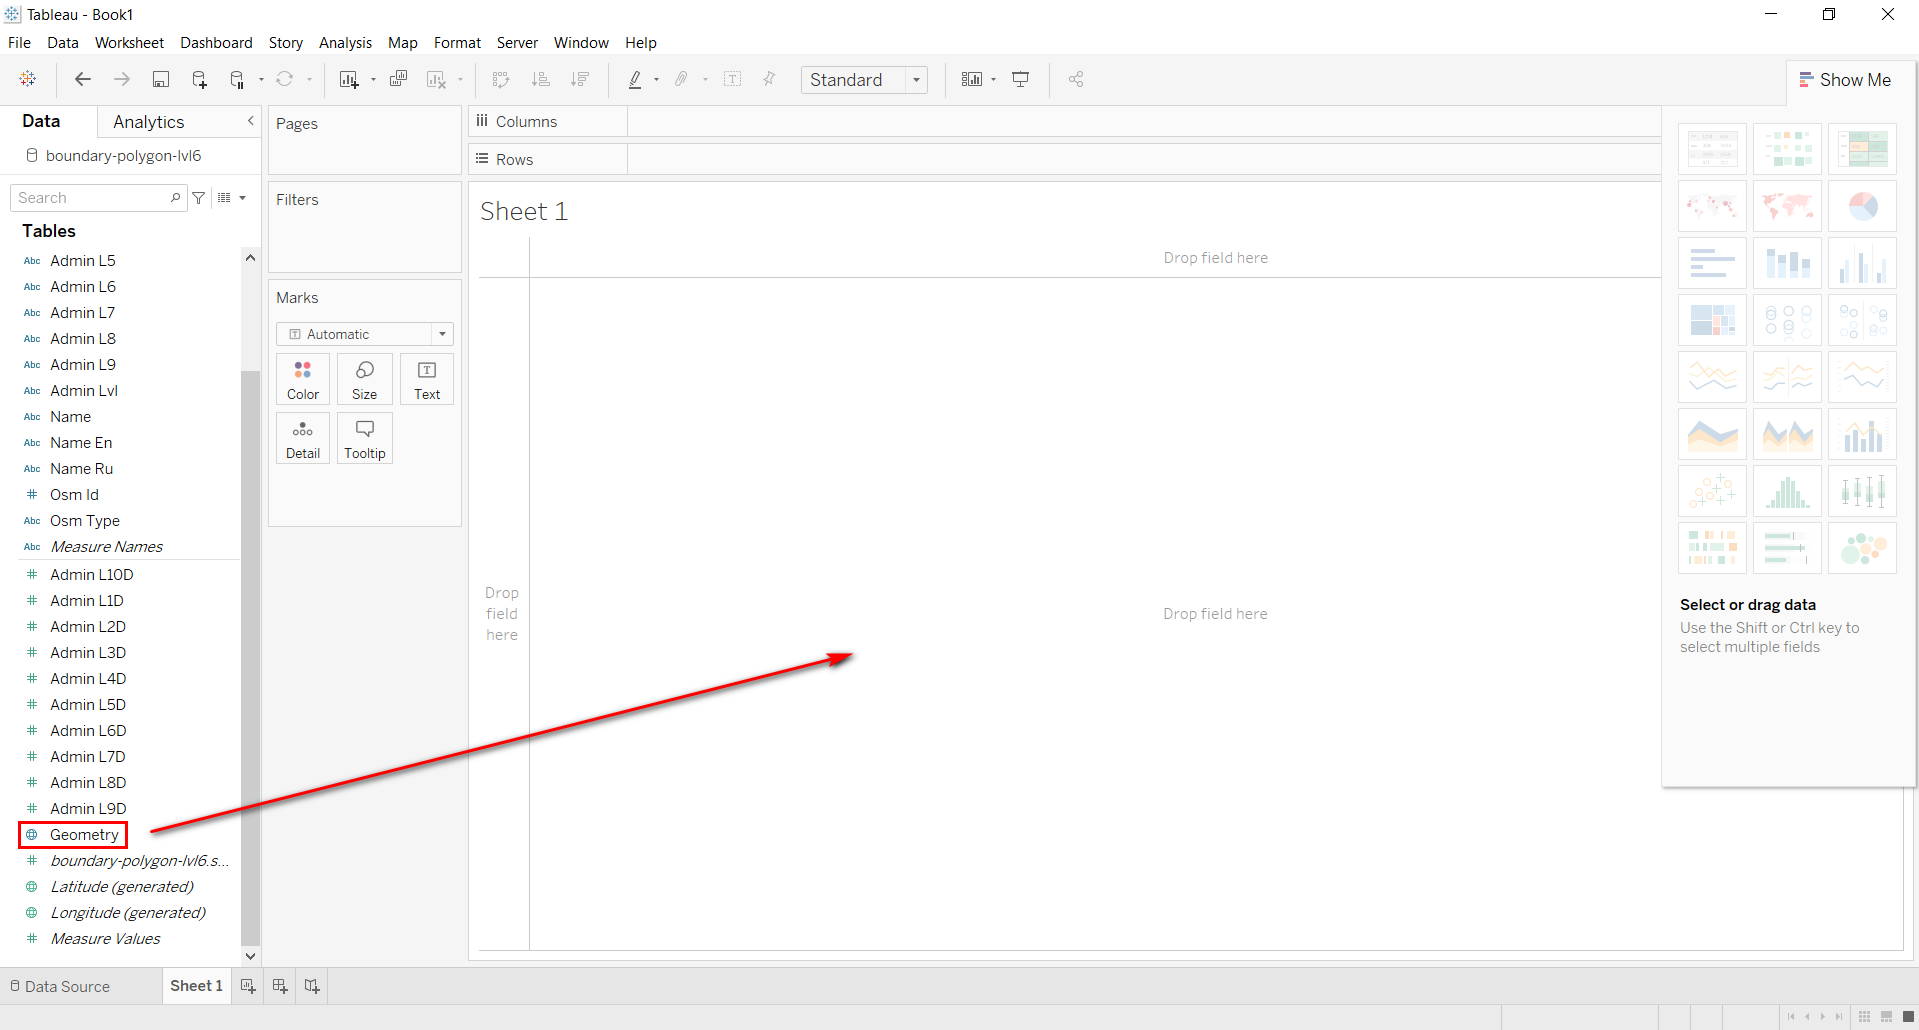 Tableau - Book1
File Data Worksheet Dashboard Story Analysis Map Format Server Window Help
Standard
Show Me
Data
Analytics
boundary-polygon-lvl6
Search
Tables
Abc Admin L5
Abc Admin L6
Abc Admin L7
Abc Admin L8
Abc Admin L9
Abc Admin Lvl
Abc Name
Abc Name En
Abc Name Ru
# Osm Id
Abc Osm Type
Abc Measure Names
# Admin L10D
# Admin L1D
# Admin L2D
# Admin L3D
# Admin L4D
# Admin L5D
# Admin L6D
# Admin L7D
# Admin L8D
# Admin L9D
Geometry
# boundary-polygon-lvl6.s...
Latitude (generated)
Longitude (generated)
# Measure Values
Pages
Filters
Marks
T Automatic
Color
Size
T Text
Detail
Tooltip
Columns
Rows
Sheet 1
Drop field here
Drop
field
here
Drop field here
Select or drag data
Use the Shift or Ctrl key to
select multiple fields
Data Source
Sheet 1